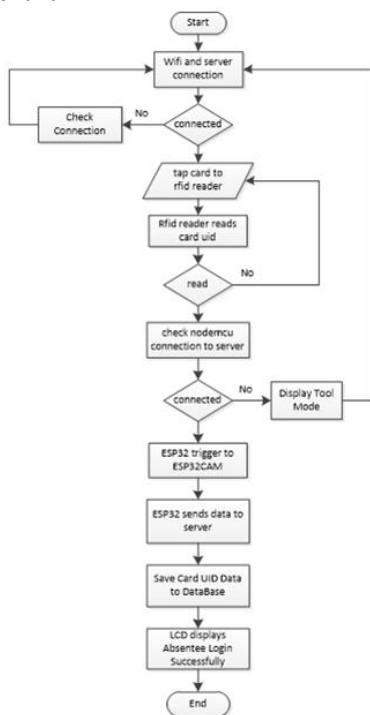 Start
Wifi and server
connection
Check
Connection
No
connected
tap card to
rfid reader
Rfid reader reads
card uid
read
No
check nodemcu
connection to server
connected
No
Display Tool
Mode
ESP32 trigger to
ESP32CAM
ESP32 sends data to
server
Save Card UID Data
to DataBase
LCD displays
Absentee Login
Successfully
End